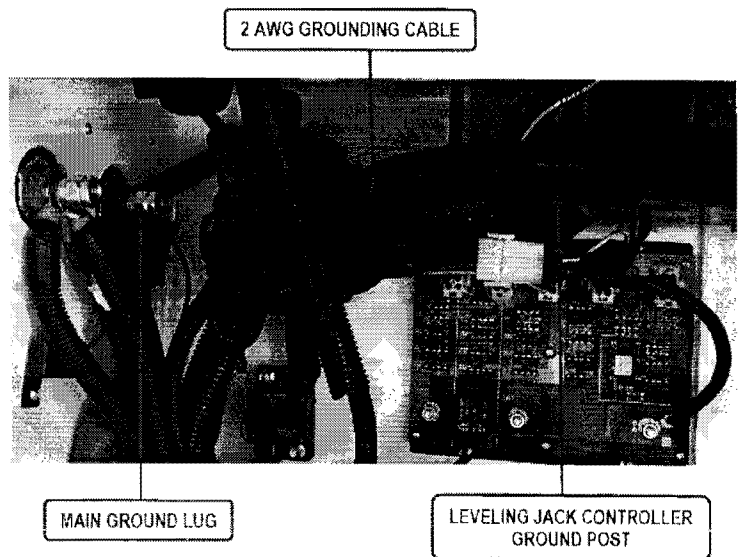 2 AWG GROUNDING CABLE
MAIN GROUND LUG
LEVELING JACK CONTROLLER
GROUND POST